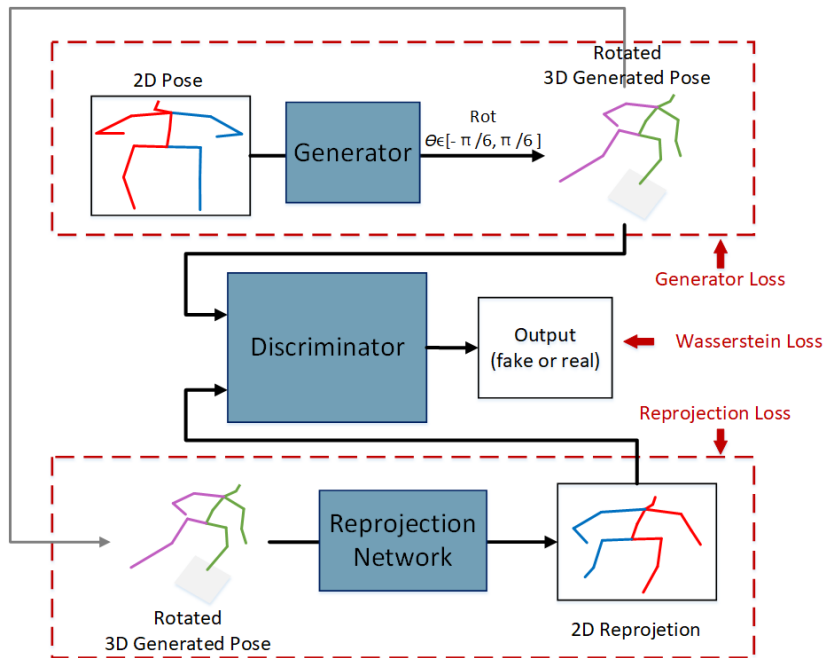 Rotated
3D Generated Pose
2D Pose
Generator
Rot
θϵ[- π /6, π /6 ]
Generator Loss
Discriminator
Output
(fake or real)
Wasserstein Loss
Reprojection Loss
Reprojection
Network
Rotated
3D Generated Pose
2D Reprojetion